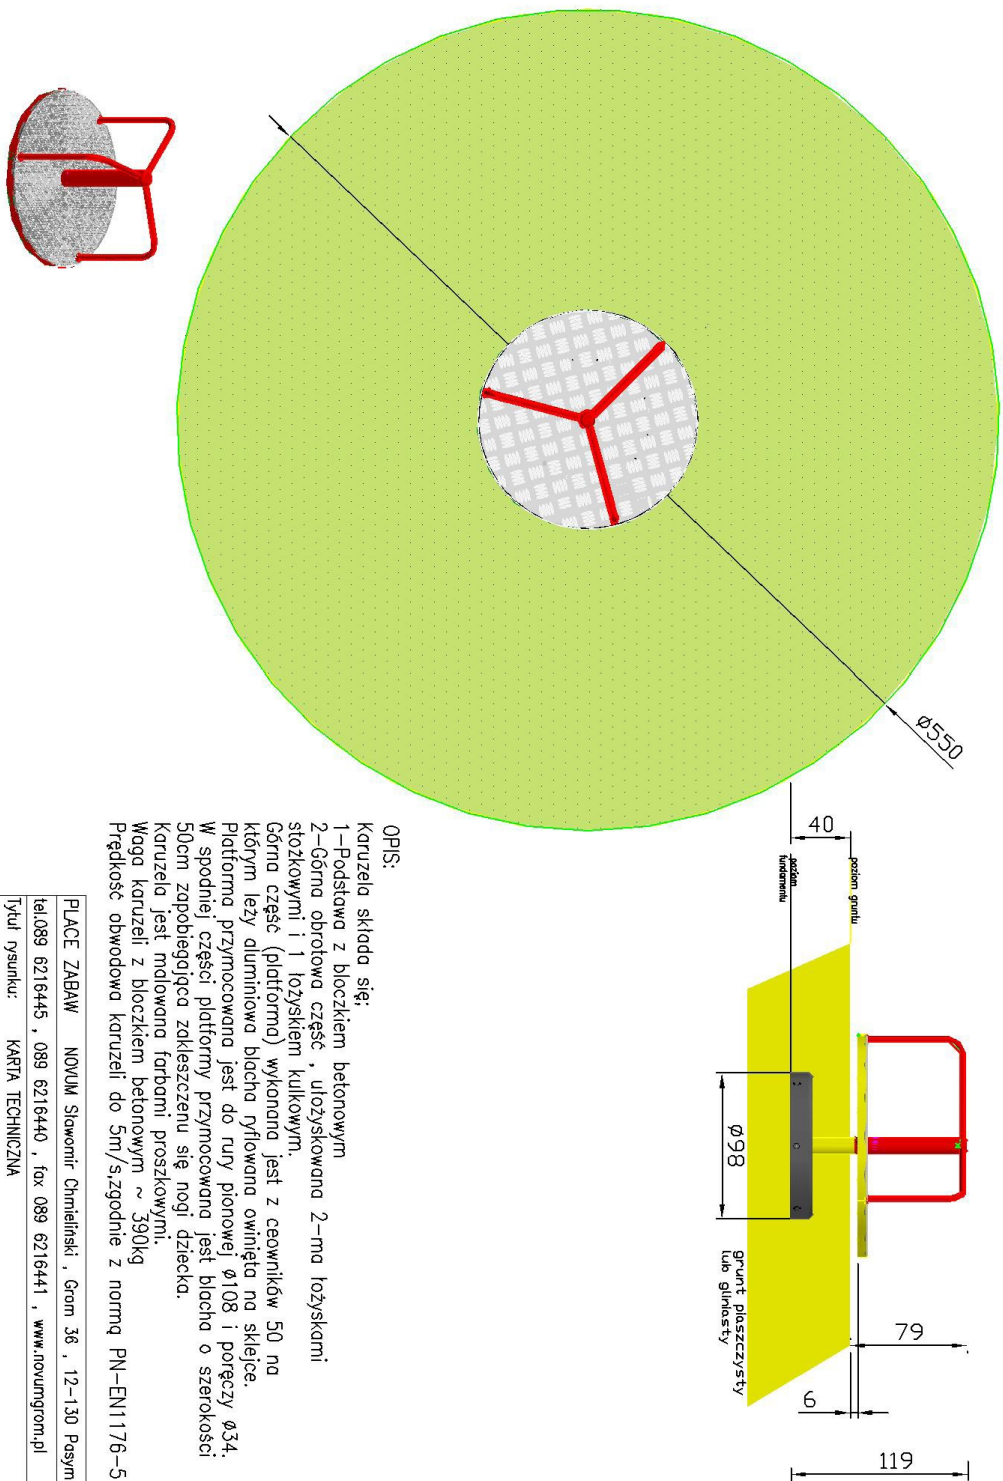 ø550
40
poziom gruntu
poziom
fundamentu
ø98
grunt piaszczysty
lub gliniasty
79
6
119
OPIS:
Karuzela składa się;
1-Podstawa z bloczkiem betonowym
2-Górna obrotowa część , ułożyskowana 2-ma łożyskami
stożkowymi i 1 łożyskiem kulkowym.
Górna część (platforma) wykonana jest z ceowników 50 na
którym leży aluminiowa blacha ryflowana owinięta na sklejce.
Platforma przymocowana jest do rury pionowej ø108 i poręczy ø34.
W spodniej części platformy przymocowana jest blacha o szerokości
50cm zapobiegająca zakleszczenu się nogi dziecka.
Karuzela jest malowana farbami proszkowymi.
Waga karuzeli z bloczkiem betonowym ~ 390kg
Prędkość obwodowa karuzeli do 5m/s,zgodnie z normą PN-EN1176-5
PLACE ZABAW NOVUM Sławomir Chmieliński , Grom 36 , 12-130 Pasym
tel.089 6216445 , 089 6216440 , fax 089 6216441 , www.novumgrom.pl
Tytuł rysunku: KARTA TECHNICZNA